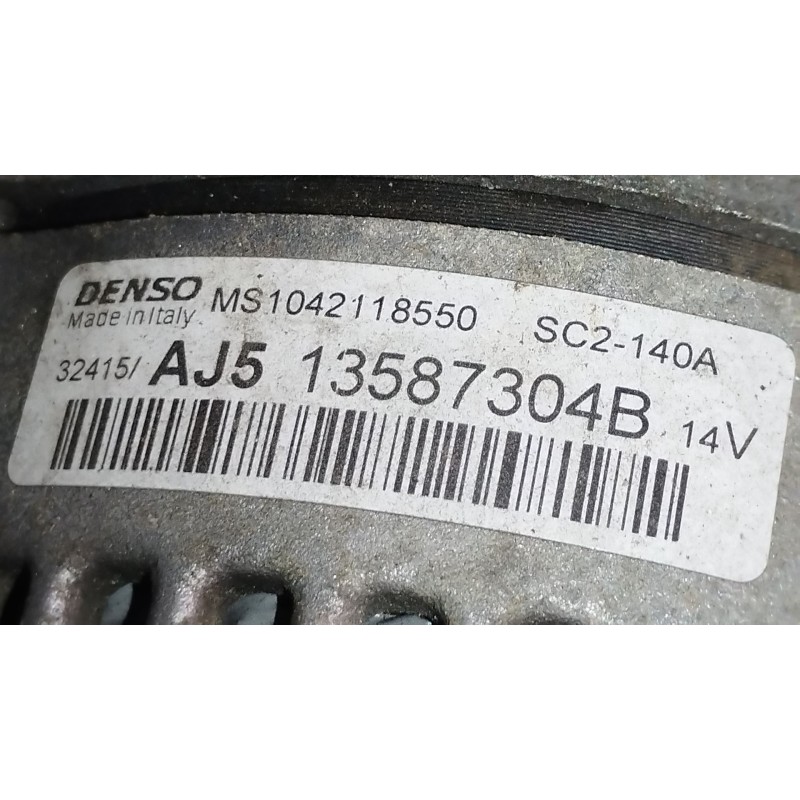 DENSO MS1042118550 SC2-140A
Made in Italy
32415/ AJ5 13587304B 14V